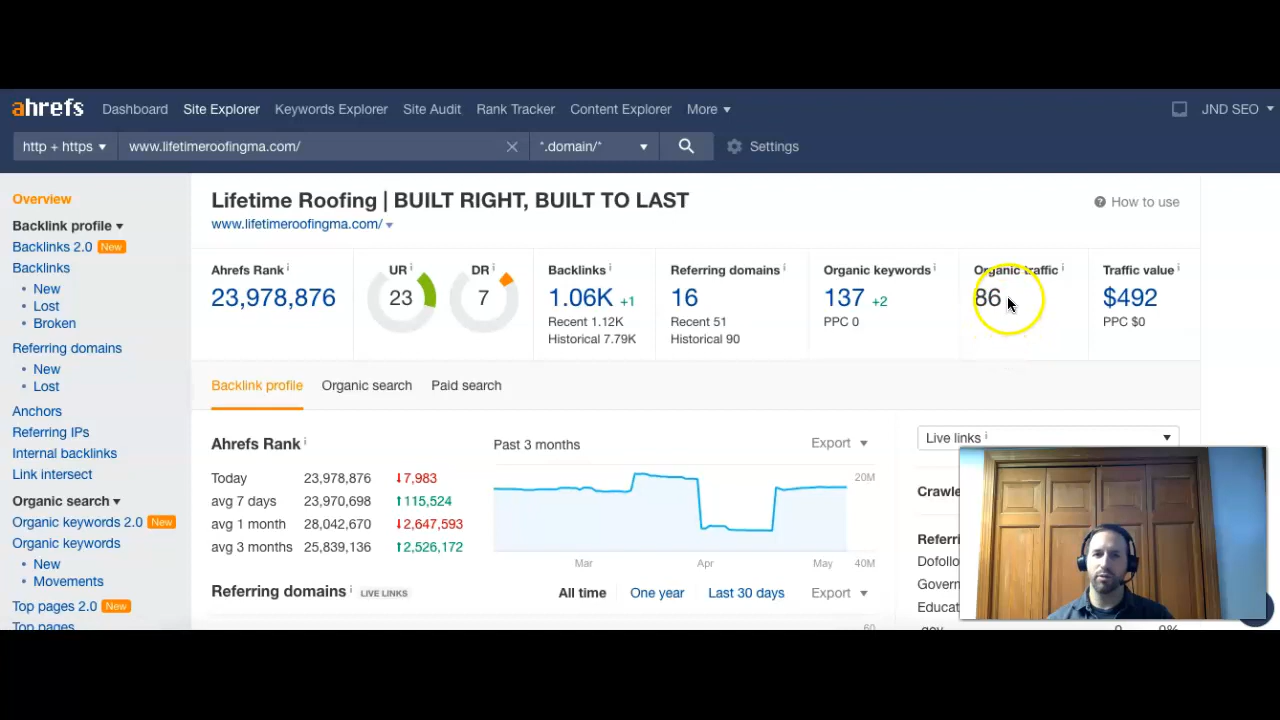 ahrefs Dashboard Site Explorer Keywords Explorer Site Audit Rank Tracker Content Explorer More JND SEO
http + https www.lifetimeroofingma.com/ *.domain/* Settings
Overview
Backlink profile
Backlinks 2.0 New
Backlinks
• New
• Lost
• Broken
Referring domains
• New
• Lost
Anchors
Referring IPs
Internal backlinks
Link intersect
Organic search
Organic keywords 2.0 New
Organic keywords
• New
• Movements
Top pages 2.0 New
Top pages
Lifetime Roofing | BUILT RIGHT, BUILT TO LAST
How to use
www.lifetimeroofingma.com/
Ahrefs Rank i
23,978,876
UR i
23
DR i
7
Backlinks i
1.06K +1
Recent 1.12K
Historical 7.79K
Referring domains i
16
Recent 51
Historical 90
Organic keywords i
137 +2
PPC 0
Organic traffic i
86
Traffic value i
$492
PPC $0
Backlink profile Organic search Paid search
Ahrefs Rank i
Today 23,978,876 ↓7,983
avg 7 days 23,970,698 ↑115,524
avg 1 month 28,042,670 ↓2,647,593
avg 3 months 25,839,136 ↑2,526,172
Past 3 months Export
20M
Mar Apr May 40M
Referring domains i LIVE LINKS All time One year Last 30 days Export
60
Live links i
Crawle
Referri
Dofollo
Govern
Educat
.gov 0 0%